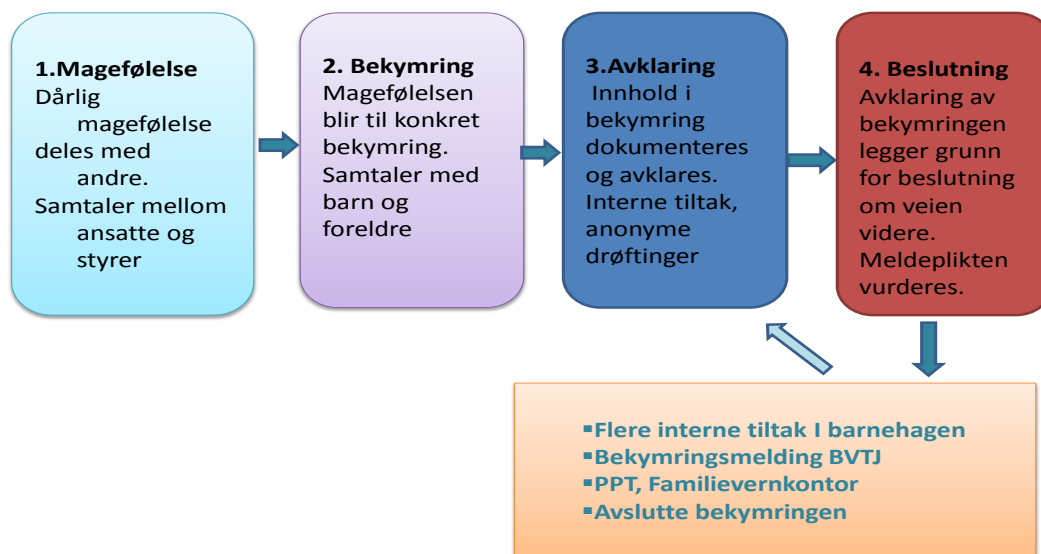 1.Magefølelse
Dårlig
magefølelse
deles med
andre.
Samtaler mellom
ansatte og
styrer
2. Bekymring
Magefølelsen
blir til konkret
bekymring.
Samtaler med
barn og
foreldre
3.Avklaring
Innhold i
bekymring
dokumenteres
og avklares.
Interne tiltak,
anonyme
drøftinger
4. Beslutning
Avklaring av
bekymringen
legger grunn
for beslutning
om veien
videre.
Meldeplikten
vurderes.
▪Flere interne tiltak I barnehagen
▪Bekymringsmelding BVTJ
▪PPT, Familievernkontor
▪Avslutte bekymringen